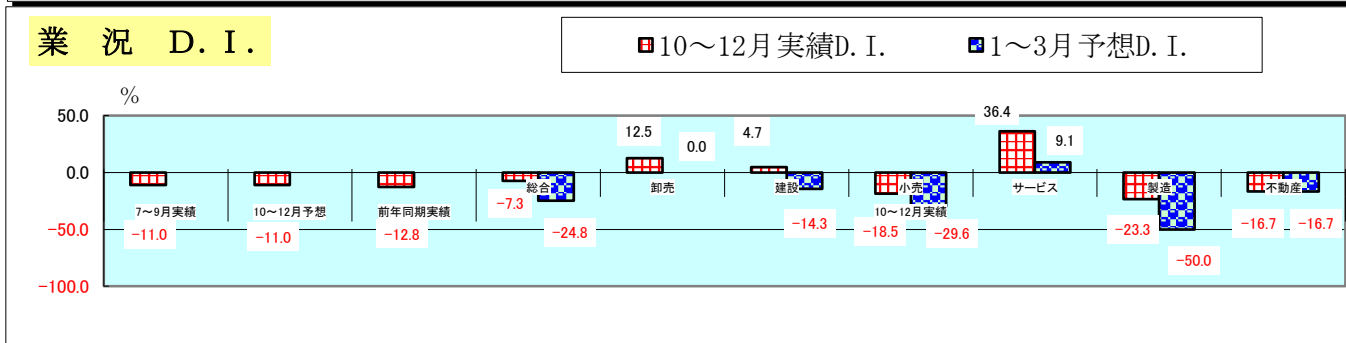 業 況 D.I.
10～12月実績D.I.
1～3月予想D.I.
%
50.0
0.0
-50.0
-100.0
12.5
0.0
4.7
36.4
9.1
総合
卸売
建設
小売
サービス
製造
不動産
7～9月実績
10～12月予想
前年同期実績
10～12月実績
-11.0
-11.0
-12.8
-7.3
-24.8
-14.3
-18.5
-29.6
-23.3
-50.0
-16.7
-16.7